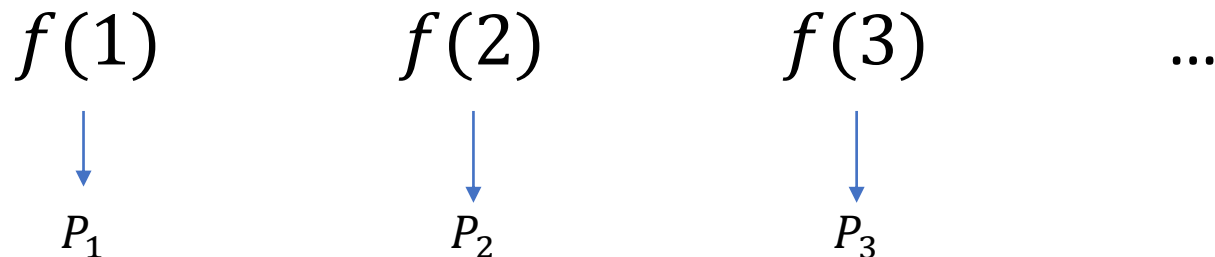 f(1) f(2) f(3) ...
P₁ P₂ P₃